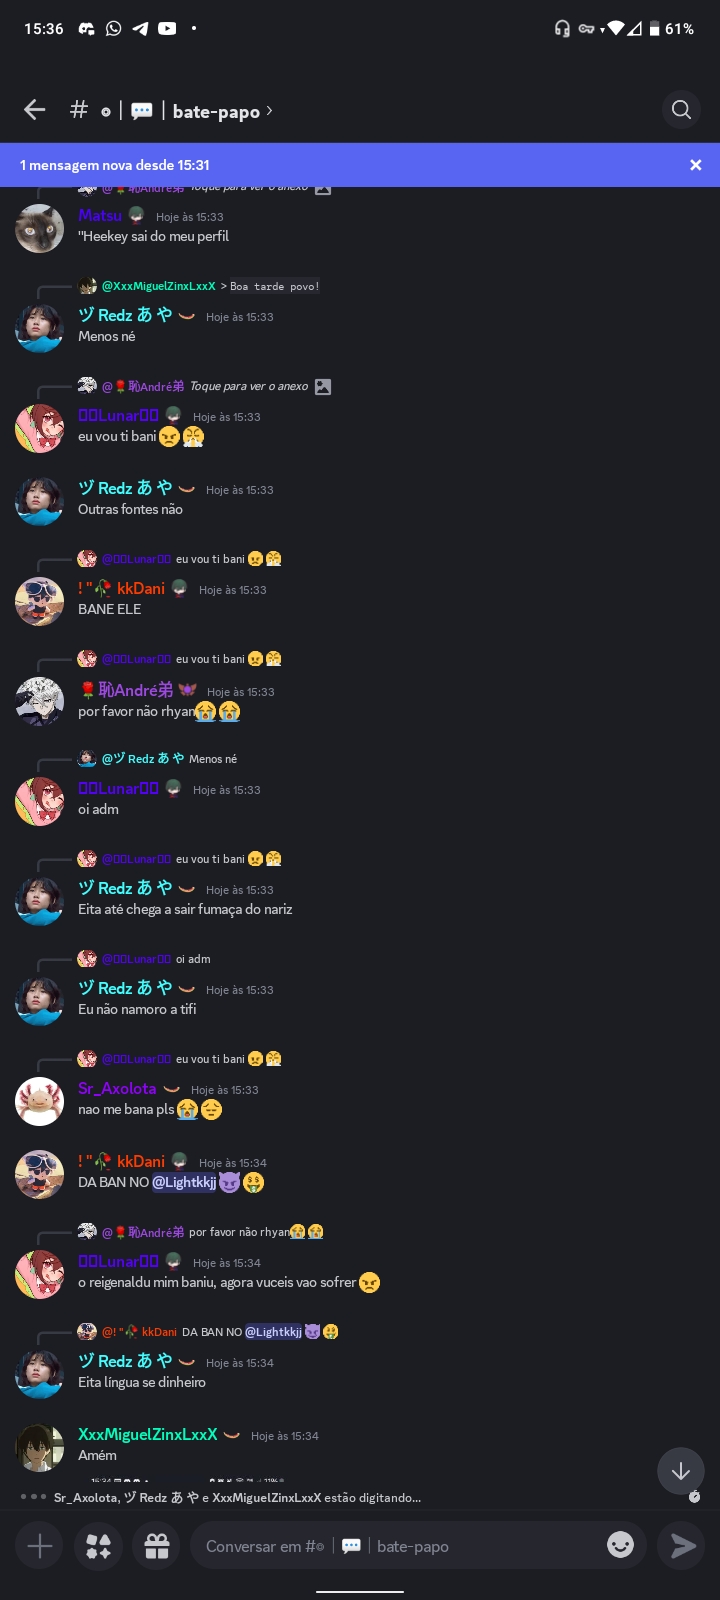 15:36
61%
# | bate-papo
1 mensagem nova desde 15:31
@恥André弟 Toque para ver o anexo
Matsu Hoje às 15:33
"Heekey sai do meu perfil
@XxxMiguelZinxLxxX > Boa tarde povo!
ヅ Redz あ や Hoje às 15:33
Menos né
@🌹恥André弟 Toque para ver o anexo
Lunar Hoje às 15:33
eu vou ti bani 😠😤
ヅ Redz あ や Hoje às 15:33
Outras fontes não
@Lunar eu vou ti bani 😠😤
! "🥀 kkDani Hoje às 15:33
BANE ELE
@Lunar eu vou ti bani 😠😤
🌹恥André弟 Hoje às 15:33
por favor não rhyan😭😭
@ヅ Redz あ や Menos né
Lunar Hoje às 15:33
oi adm
@Lunar eu vou ti bani 😠😤
ヅ Redz あ や Hoje às 15:33
Eita até chega a sair fumaça do nariz
@Lunar oi adm
ヅ Redz あ や Hoje às 15:33
Eu não namoro a tifi
@Lunar eu vou ti bani 😠😤
Sr_Axolota Hoje às 15:33
nao me bana pls 😭😔
! "🥀 kkDani Hoje às 15:34
DA BAN NO @Lightkkjj 😈🤑
@🌹恥André弟 por favor não rhyan😭😭
Lunar Hoje às 15:34
o reigenaldu mim baniu, agora vuceis vao sofrer 😠
@! "🥀 kkDani DA BAN NO @Lightkkjj 😈🤑
ヅ Redz あ や Hoje às 15:34
Eita língua se dinheiro
XxxMiguelZinxLxxX Hoje às 15:34
Amém
Sr_Axolota, ヅ Redz あ や e XxxMiguelZinxLxxX estão digitando...
Conversar em # | 💬 | bate-papo